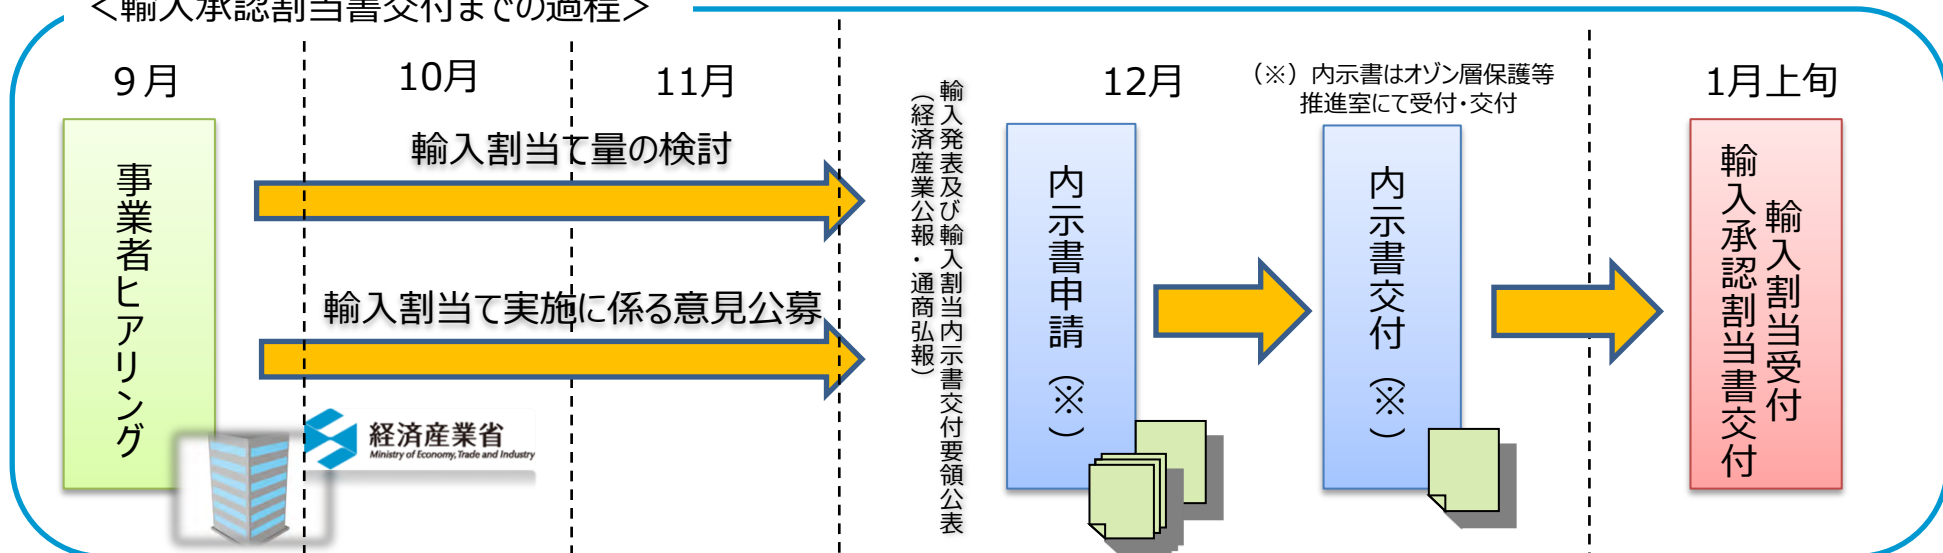 ＜輸入承認割当書交付までの過程＞
９月
10月
11月
12月
（※）内示書はオゾン層保護等
推進室にて受付・交付
1月上旬
事業者ヒアリング
輸入割当て量の検討
輸入割当て実施に係る意見公募
経済産業省
Ministry of Economy, Trade and Industry
輸入発表及び輸入割当内示書交付要領公表
（経済産業公報・通商弘報）
内示書申請（※）
内示書交付（※）
輸入割当受付
輸入承認割当書交付